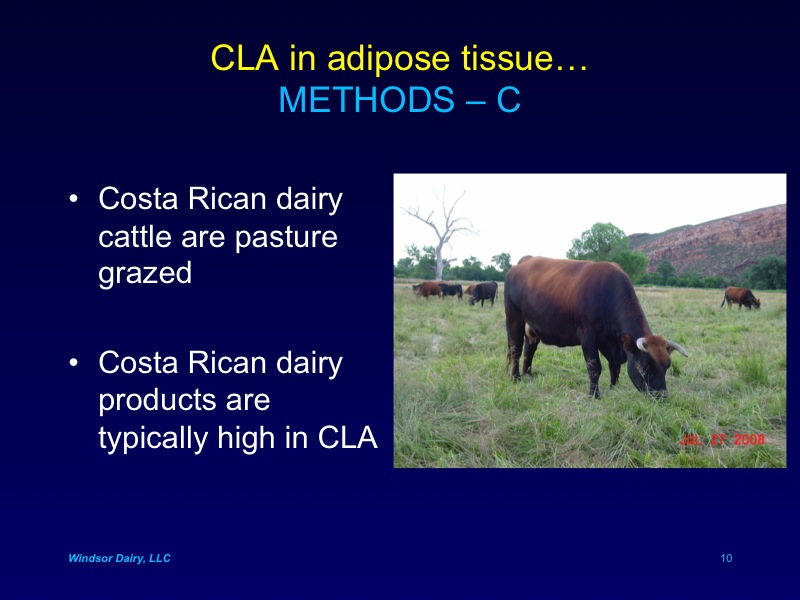 CLA in adipose tissue…
METHODS – C
• Costa Rican dairy
cattle are pasture
grazed
• Costa Rican dairy
products are
typically high in CLA
JUL 27 2008
Windsor Dairy, LLC
10